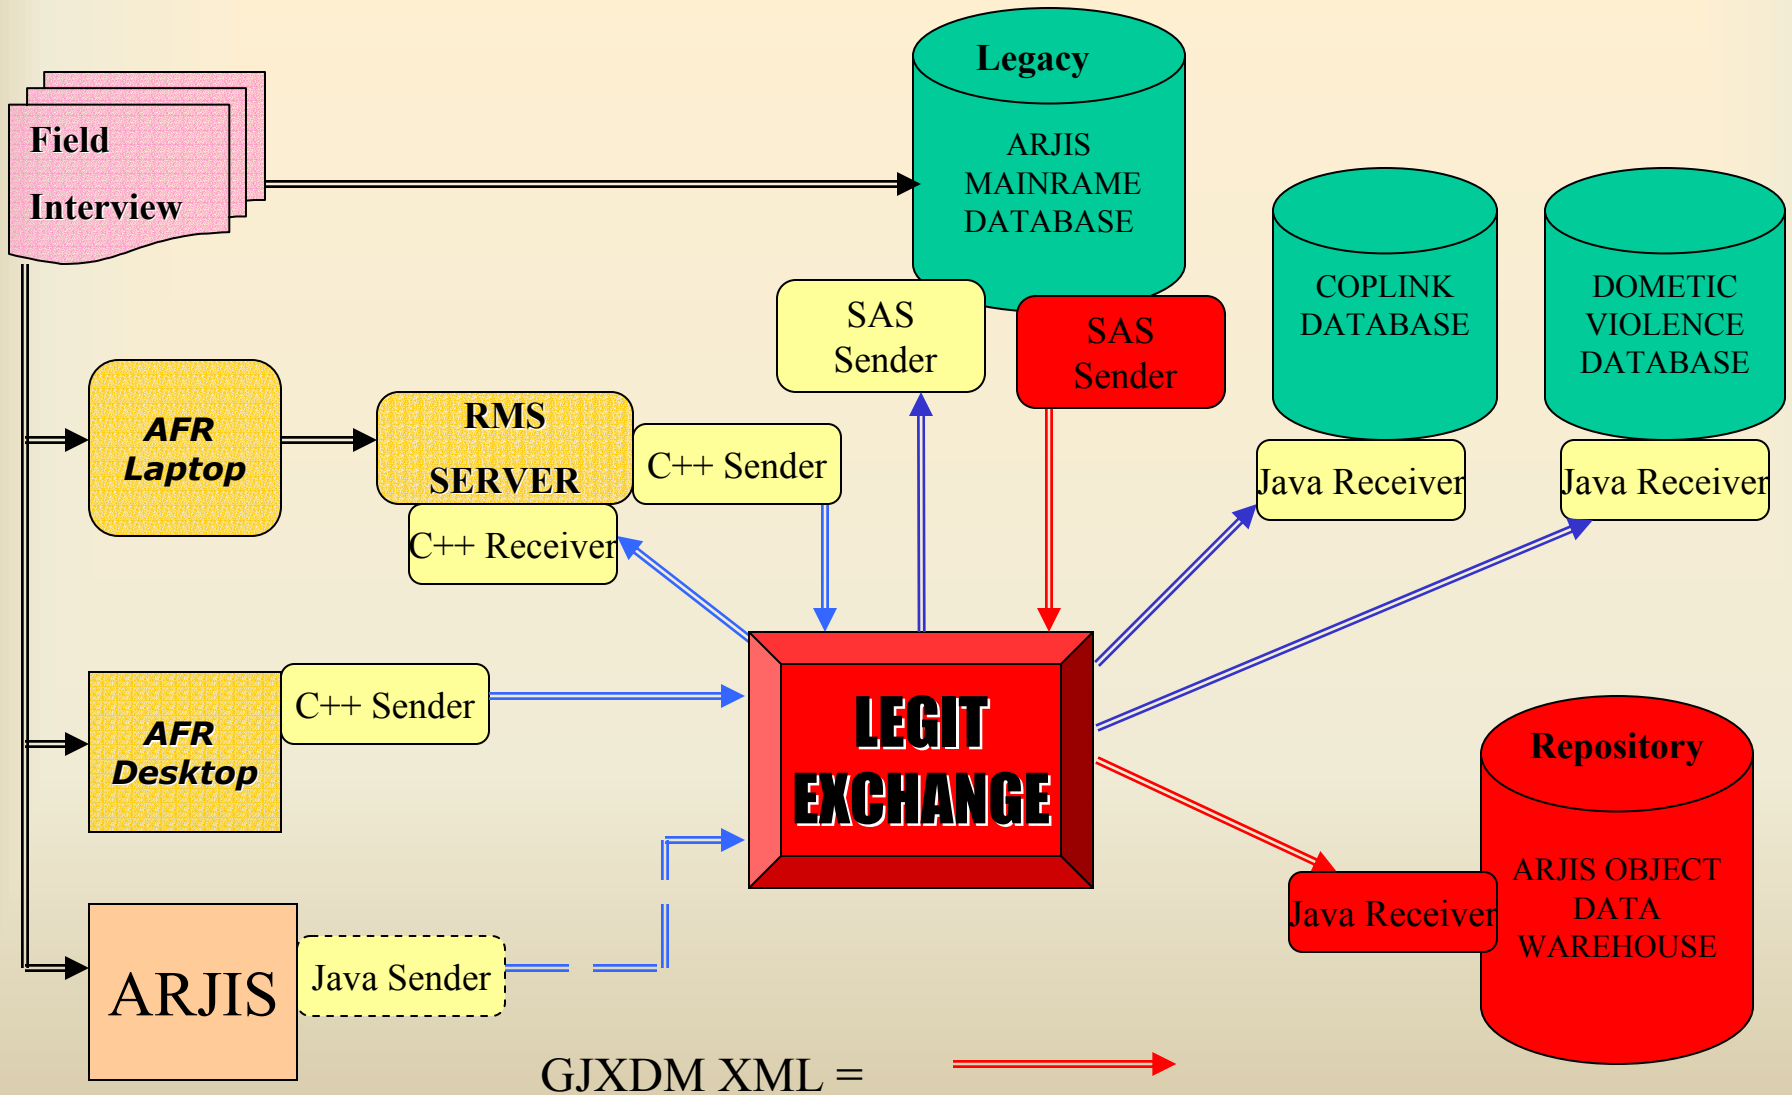 Legacy
ARJIS
MAINRAME
DATABASE
Field
Interview
COPLINK
DATABASE
DOMETIC
VIOLENCE
DATABASE
SAS
Sender
SAS
Sender
AFR
Laptop
RMS
SERVER
C++ Sender
C++ Receiver
Java Receiver
Java Receiver
AFR
Desktop
C++ Sender
LEGIT
EXCHANGE
Repository
ARJIS OBJECT
DATA
WAREHOUSE
Java Receiver
ARJIS
Java Sender
GJXDM XML =